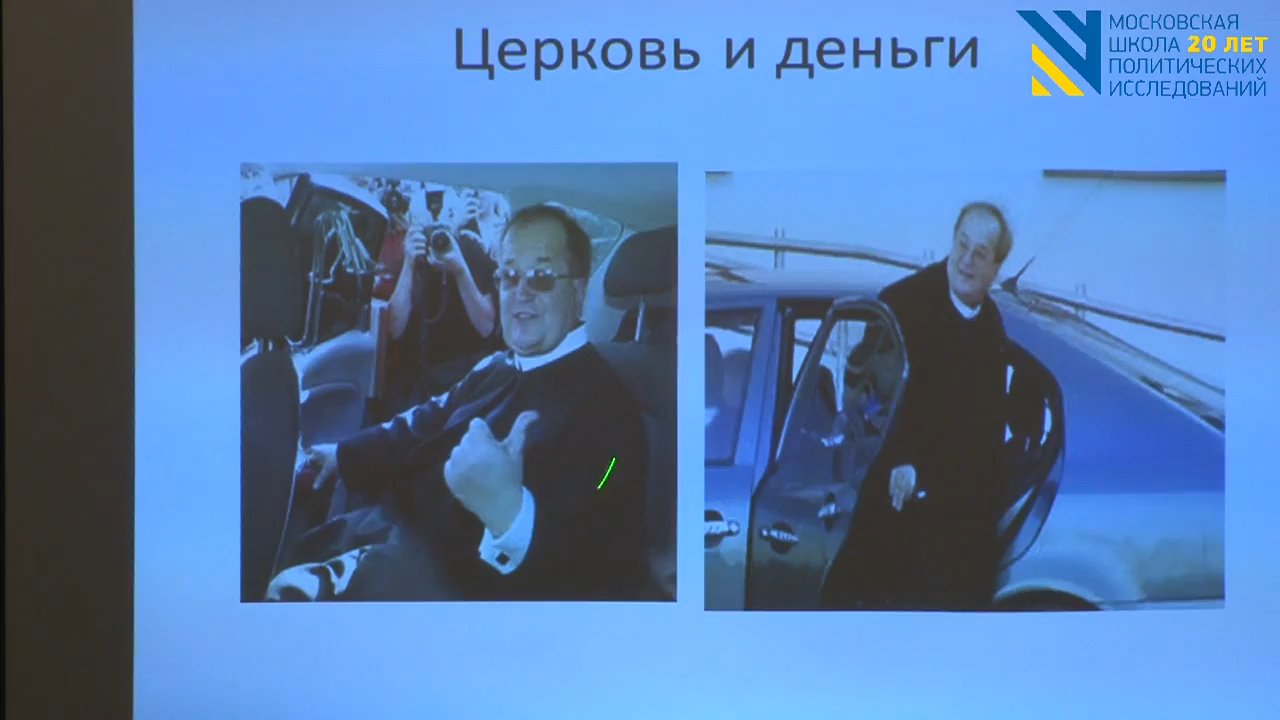 Церковь и деньги
МОСКОВСКАЯ
ШКОЛА 20 ЛЕТ
ПОЛИТИЧЕСКИХ
ИССЛЕДОВАНИЙ